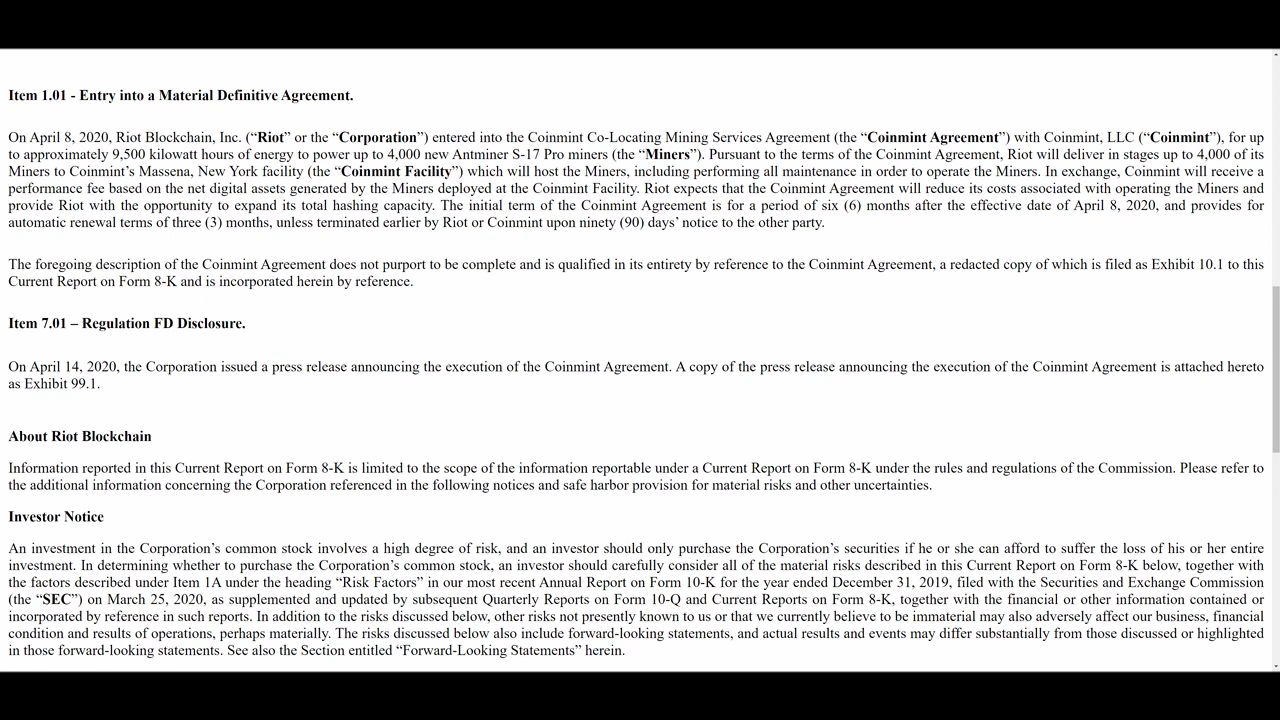 Item 1.01 - Entry into a Material Definitive Agreement.
On April 8, 2020, Riot Blockchain, Inc. (“Riot” or the “Corporation”) entered into the Coinmint Co-Locating Mining Services Agreement (the “Coinmint Agreement”) with Coinmint, LLC (“Coinmint”), for up
to approximately 9,500 kilowatt hours of energy to power up to 4,000 new Antminer S-17 Pro miners (the “Miners”). Pursuant to the terms of the Coinmint Agreement, Riot will deliver in stages up to 4,000 of its
Miners to Coinmint’s Massena, New York facility (the “Coinmint Facility”) which will host the Miners, including performing all maintenance in order to operate the Miners. In exchange, Coinmint will receive a
performance fee based on the net digital assets generated by the Miners deployed at the Coinmint Facility. Riot expects that the Coinmint Agreement will reduce its costs associated with operating the Miners and
provide Riot with the opportunity to expand its total hashing capacity. The initial term of the Coinmint Agreement is for a period of six (6) months after the effective date of April 8, 2020, and provides for
automatic renewal terms of three (3) months, unless terminated earlier by Riot or Coinmint upon ninety (90) days’ notice to the other party.
The foregoing description of the Coinmint Agreement does not purport to be complete and is qualified in its entirety by reference to the Coinmint Agreement, a redacted copy of which is filed as Exhibit 10.1 to this
Current Report on Form 8-K and is incorporated herein by reference.
Item 7.01 – Regulation FD Disclosure.
On April 14, 2020, the Corporation issued a press release announcing the execution of the Coinmint Agreement. A copy of the press release announcing the execution of the Coinmint Agreement is attached hereto
as Exhibit 99.1.
About Riot Blockchain
Information reported in this Current Report on Form 8-K is limited to the scope of the information reportable under a Current Report on Form 8-K under the rules and regulations of the Commission. Please refer to
the additional information concerning the Corporation referenced in the following notices and safe harbor provision for material risks and other uncertainties.
Investor Notice
An investment in the Corporation’s common stock involves a high degree of risk, and an investor should only purchase the Corporation’s securities if he or she can afford to suffer the loss of his or her entire
investment. In determining whether to purchase the Corporation’s common stock, an investor should carefully consider all of the material risks described in this Current Report on Form 8-K below, together with
the factors described under Item 1A under the heading “Risk Factors” in our most recent Annual Report on Form 10-K for the year ended December 31, 2019, filed with the Securities and Exchange Commission
(the “SEC”) on March 25, 2020, as supplemented and updated by subsequent Quarterly Reports on Form 10-Q and Current Reports on Form 8-K, together with the financial or other information contained or
incorporated by reference in such reports. In addition to the risks discussed below, other risks not presently known to us or that we currently believe to be immaterial may also adversely affect our business, financial
condition and results of operations, perhaps materially. The risks discussed below also include forward-looking statements, and actual results and events may differ substantially from those discussed or highlighted
in those forward-looking statements. See also the Section entitled “Forward-Looking Statements” herein.